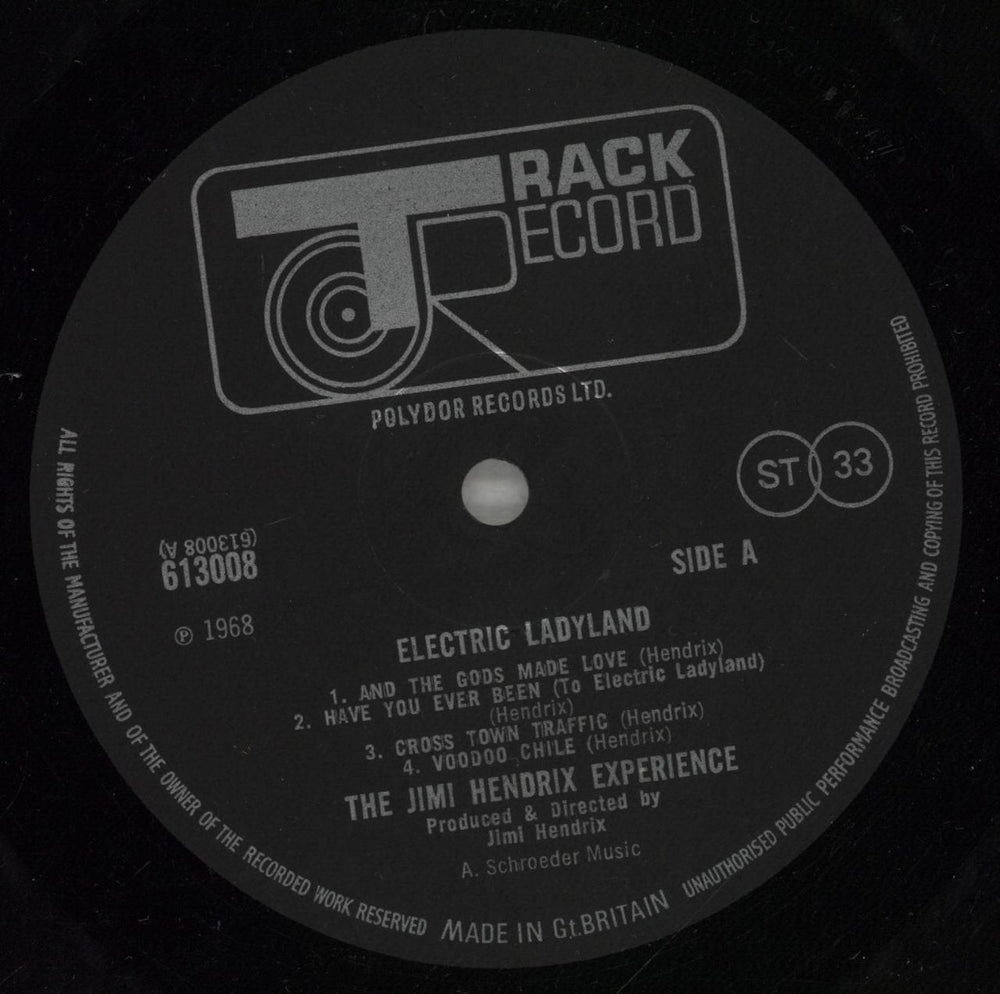 TRACK
RECORD
POLYDOR RECORDS LTD.
ST 33
(613008 A)
613008
SIDE A
℗ 1968
ELECTRIC LADYLAND
1. AND THE GODS MADE LOVE (Hendrix)
2. HAVE YOU EVER BEEN (To Electric Ladyland)
(Hendrix)
3. CROSS TOWN TRAFFIC (Hendrix)
4. VOODOO CHILE (Hendrix)
THE JIMI HENDRIX EXPERIENCE
Produced & Directed by
Jimi Hendrix
A. Schroeder Music
ALL RIGHTS OF THE MANUFACTURER AND OF THE OWNER OF THE RECORDED WORK RESERVED MADE IN Gt.BRITAIN UNAUTHORISED PUBLIC PERFORMANCE BROADCASTING AND COPYING OF THIS RECORD PROHIBITED